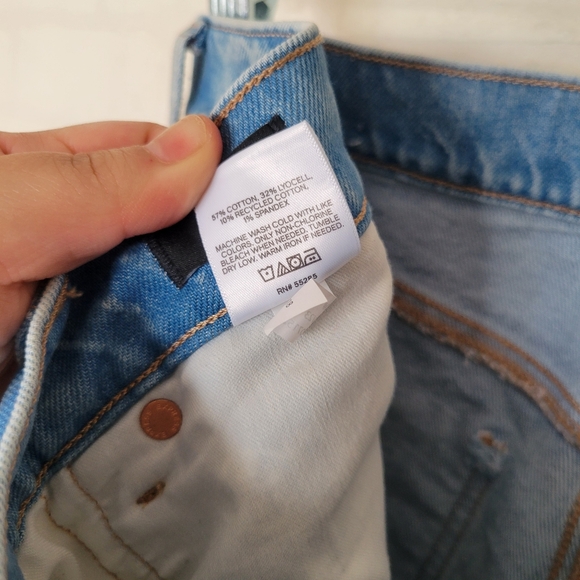 57% COTTON, 32% LYOCELL,
10% RECYCLED COTTON,
1% SPANDEX
MACHINE WASH COLD WITH LIKE
COLORS, ONLY NON-CHLORINE
BLEACH WHEN NEEDED. TUMBLE
DRY LOW. WARM IRON IF NEEDED.
RN# 552P5